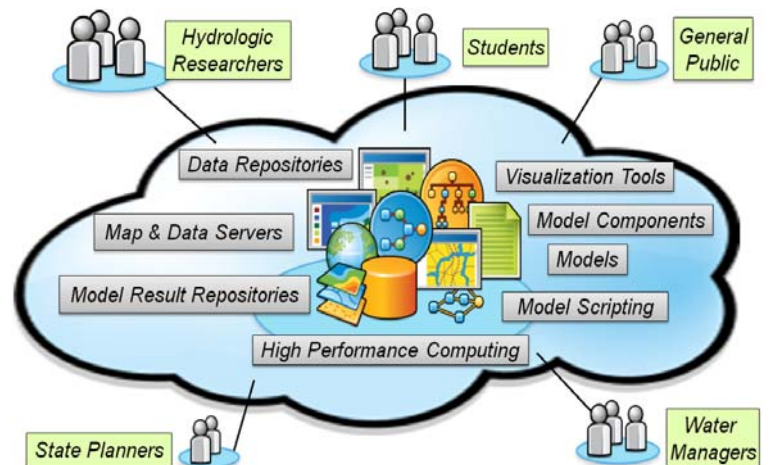 Hydrologic
Researchers
Students
General
Public
Data Repositories
Visualization Tools
Map & Data Servers
Model Components
Models
Model Result Repositories
Model Scripting
High Performance Computing
State Planners
Water
Managers